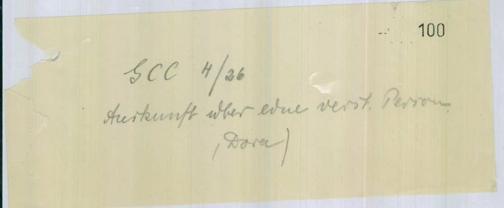 100
GCC 4/26
Auskunft über eine verst. Person
(Dora)